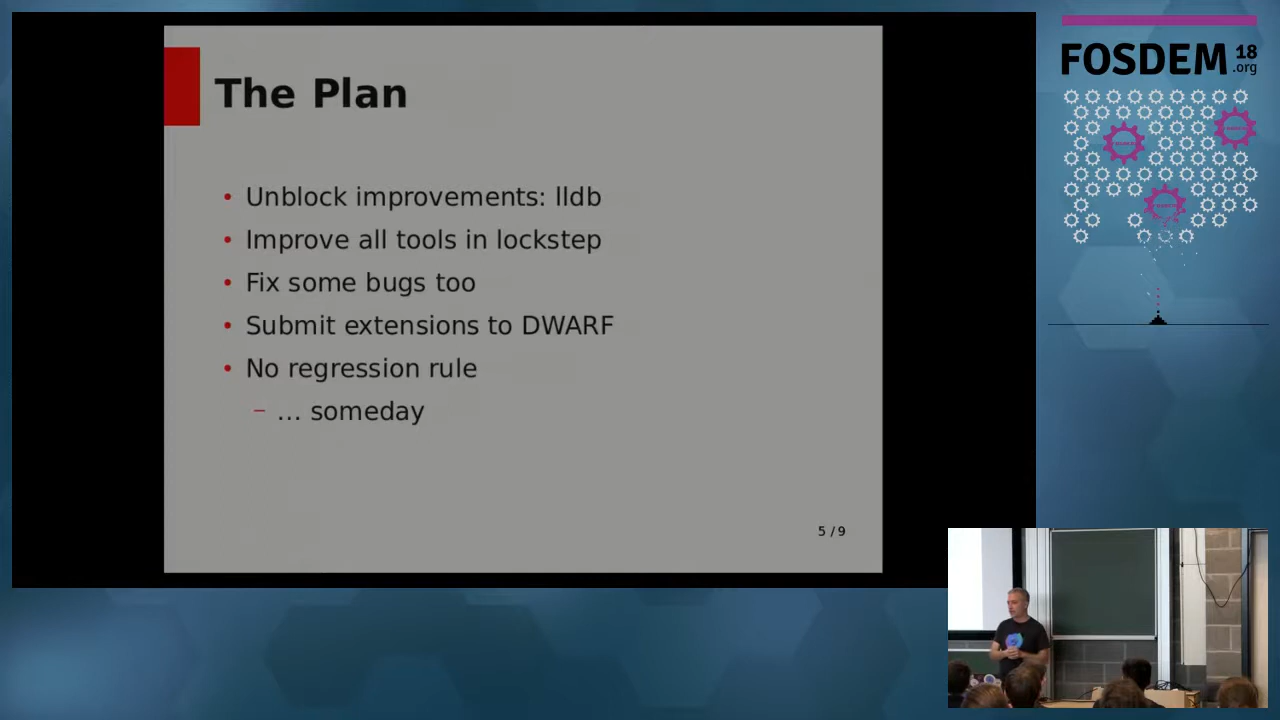 The Plan
• Unblock improvements: lldb
• Improve all tools in lockstep
• Fix some bugs too
• Submit extensions to DWARF
• No regression rule
– ... someday
5 / 9
FOSDEM 18
.org